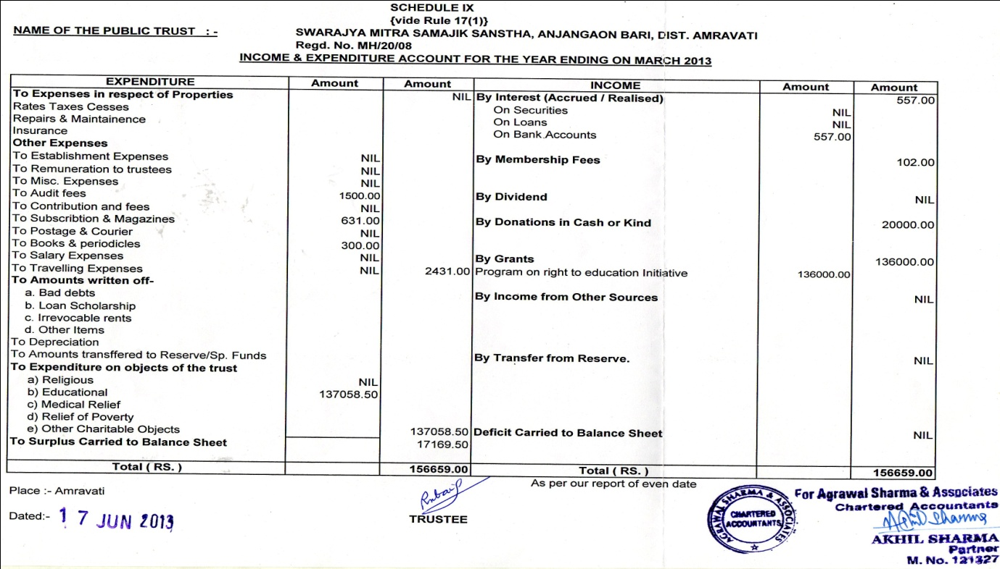 SCHEDULE IX
{vide Rule 17(1)}
NAME OF THE PUBLIC TRUST : - SWARAJYA MITRA SAMAJIK SANSTHA, ANJANGAON BARI, DIST. AMRAVATI
Regd. No. MH/20/08
INCOME & EXPENDITURE ACCOUNT FOR THE YEAR ENDING ON MARCH 2013
EXPENDITURE Amount Amount INCOME Amount Amount
To Expenses in respect of Properties NIL By Interest (Accrued / Realised) 557.00
Rates Taxes Cesses On Securities NIL
Repairs & Maintainence On Loans NIL
Insurance On Bank Accounts 557.00
Other Expenses
To Establishment Expenses NIL By Membership Fees 102.00
To Remuneration to trustees NIL
To Misc. Expenses NIL
To Audit fees 1500.00 By Dividend NIL
To Contribution and fees NIL
To Subscribtion & Magazines 631.00 By Donations in Cash or Kind 20000.00
To Postage & Courier NIL
To Books & periodicles 300.00
To Salary Expenses NIL By Grants 136000.00
To Travelling Expenses NIL 2431.00 Program on right to education Initiative 136000.00
To Amounts written off-
a. Bad debts By Income from Other Sources NIL
b. Loan Scholarship
c. Irrevocable rents
d. Other Items
To Depreciation
To Amounts transffered to Reserve/Sp. Funds By Transfer from Reserve. NIL
To Expenditure on objects of the trust
a) Religious NIL
b) Educational 137058.50
c) Medical Relief
d) Relief of Poverty
e) Other Charitable Objects 137058.50 Deficit Carried to Balance Sheet NIL
To Surplus Carried to Balance Sheet 17169.50
Total ( RS. ) 156659.00 Total ( RS. ) 156659.00
Place :- Amravati As per our report of even date
For Agrawal Sharma & Associates
Chartered Accountants
Dated:- 17 JUN 2013 TRUSTEE
AGRAWAL SHARMA & ASSOCIATES
CHARTERED
ACCOUNTANTS
Akhil Sharma
AKHIL SHARMA
Partner
M. No. 121327